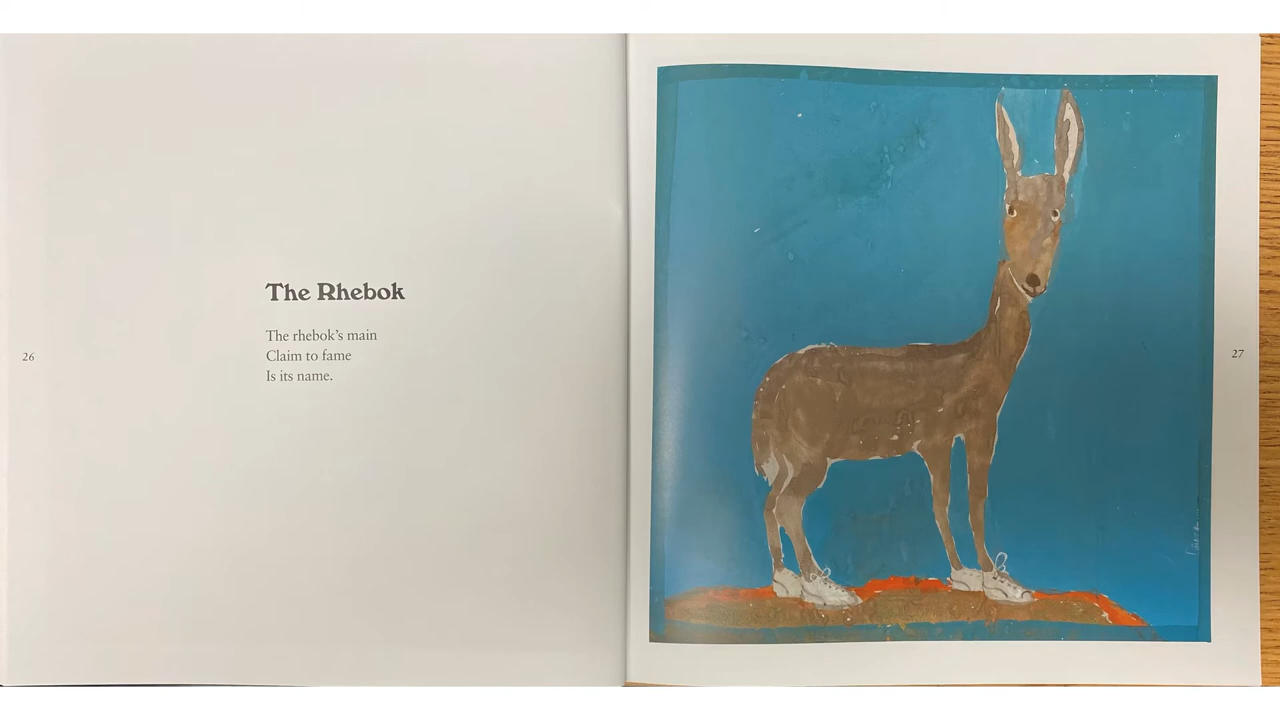 The Rhebok
The rhebok’s main
Claim to fame
Is its name.
26
27